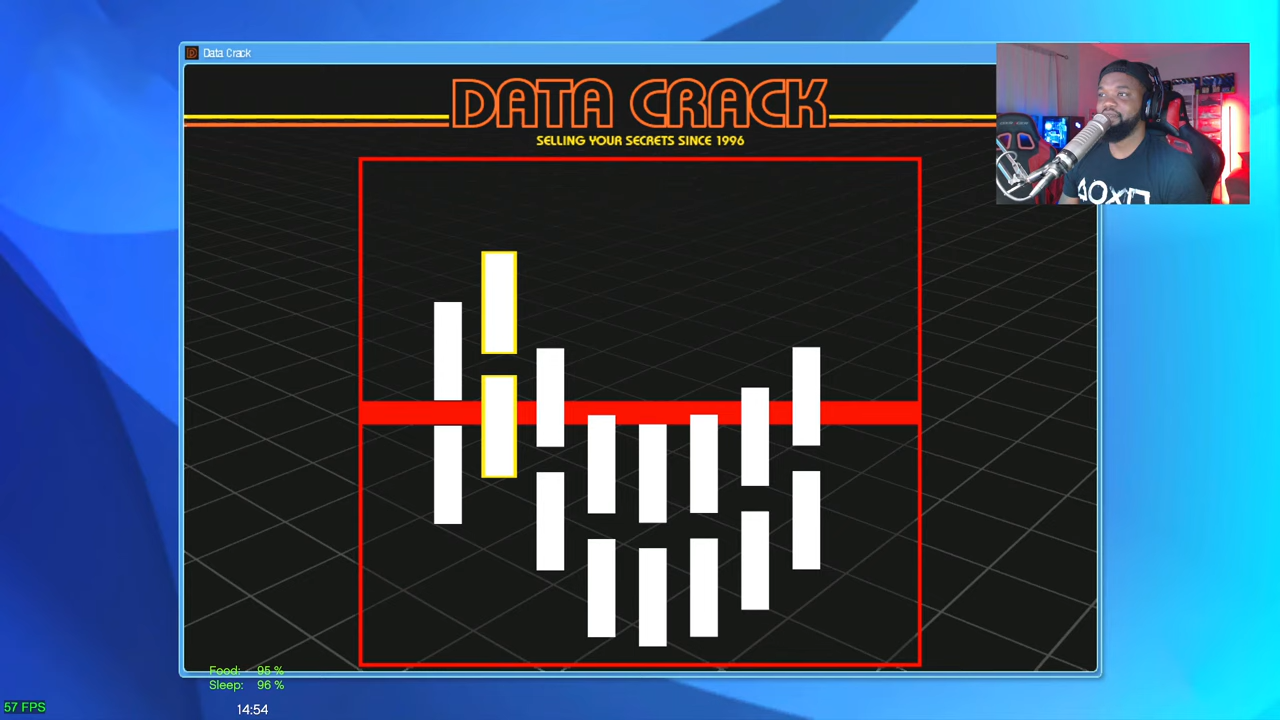 Data Crack
DATA CRACK
SELLING YOUR SECRETS SINCE 1996
Food: 95 %
Sleep: 96 %
57 FPS
14:54